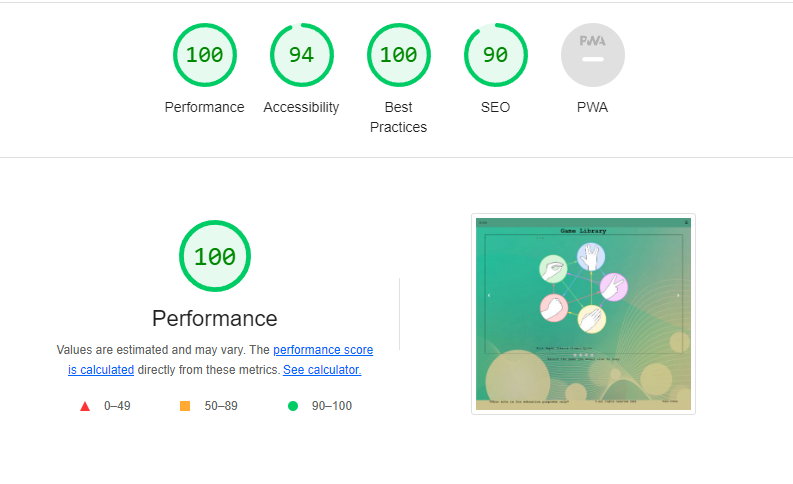 100
94
100
90
PWA
Performance
Accessibility
Best
Practices
SEO
PWA
100
Performance
Values are estimated and may vary. The performance score
is calculated directly from these metrics. See calculator.
0–49
50–89
90–100
Game Library